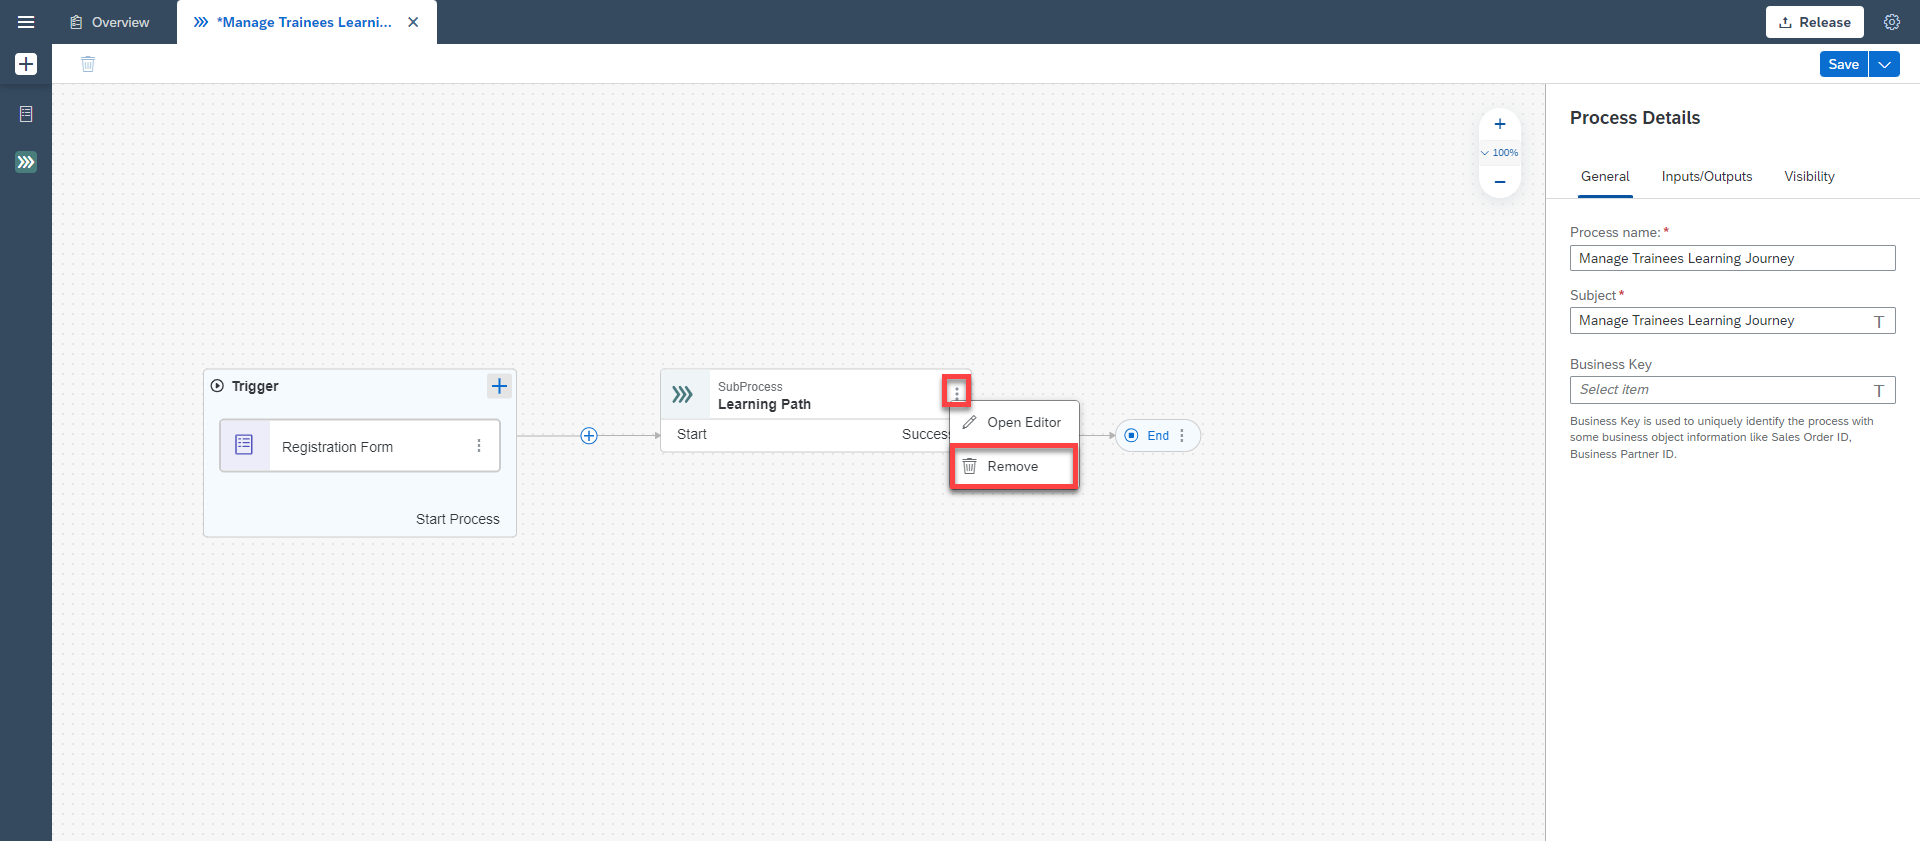 Overview
*Manage Trainees Learni...
Release
Save
100%
Process Details
General
Inputs/Outputs
Visibility
Process name:*
Manage Trainees Learning Journey
Subject*
Manage Trainees Learning Journey
Business Key
Select item
Business Key is used to uniquely identify the process with
some business object information like Sales Order ID,
Business Partner ID.
Trigger
Registration Form
Start Process
SubProcess
Learning Path
Start
Success
Open Editor
Remove
End